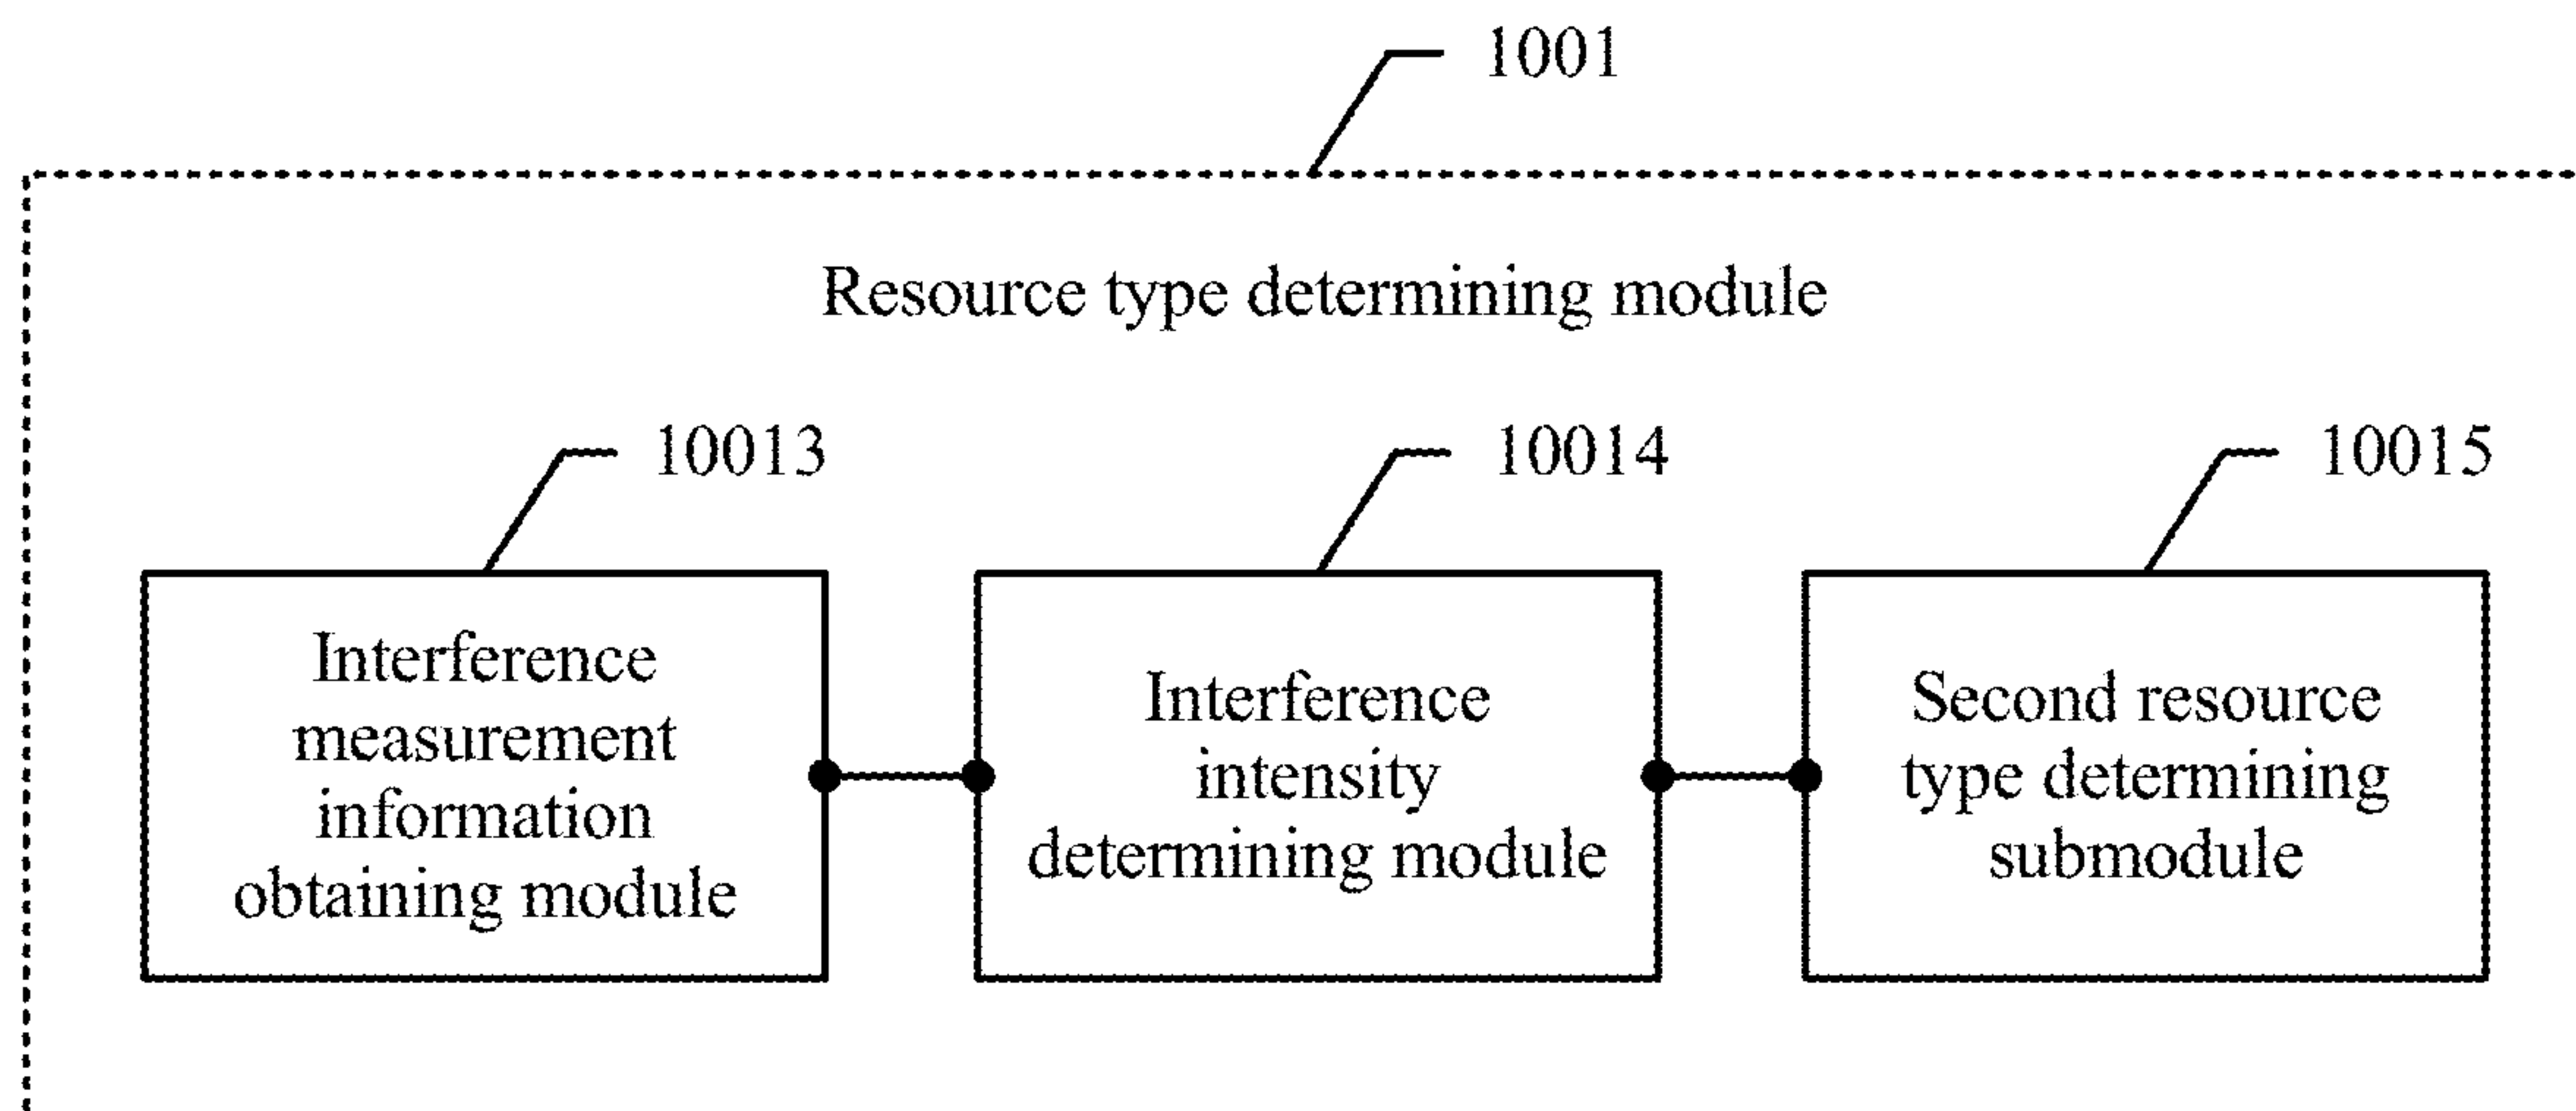 1001
Resource type determining module
10013
10014
10015
Interference
measurement
information
obtaining module
Interference
intensity
determining module
Second resource
type determining
submodule